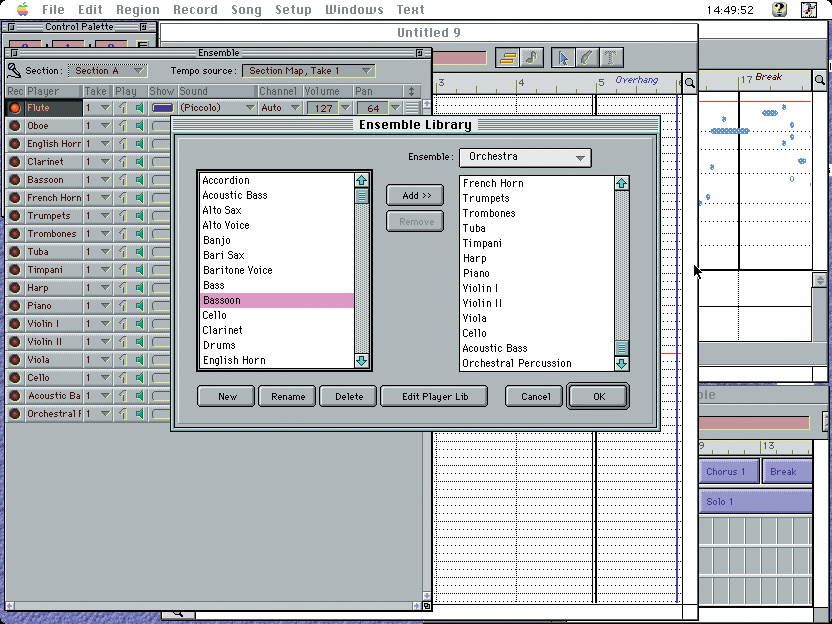 File Edit Region Record Song Setup Windows Text 14:49:52
Control Palette
Untitled 9
Ensemble
Section: Section A Tempo source: Section Map, Take 1
Rec Player Take Play Show Sound Channel Volume Pan
Flute 1 (Piccolo) Auto 127 64
Oboe 1
English Horr 1
Clarinet 1
Bassoon 1
French Horn 1
Trumpets 1
Trombones 1
Tuba 1
Timpani 1
Harp 1
Piano 1
Violin I 1
Violin II 1
Viola 1
Cello 1
Acoustic Ba 1
Orchestral F 1
3 4 5 Overhang
17 Break
Ensemble Library
Ensemble: Orchestra
Accordion
Acoustic Bass
Alto Sax
Alto Voice
Banjo
Bari Sax
Baritone Voice
Bass
Bassoon
Cello
Clarinet
Drums
English Horn
Add >>
Remove
French Horn
Trumpets
Trombones
Tuba
Timpani
Harp
Piano
Violin I
Violin II
Viola
Cello
Acoustic Bass
Orchestral Percussion
New Rename Delete Edit Player Lib Cancel OK
9 13
Chorus 1 Break
Solo 1